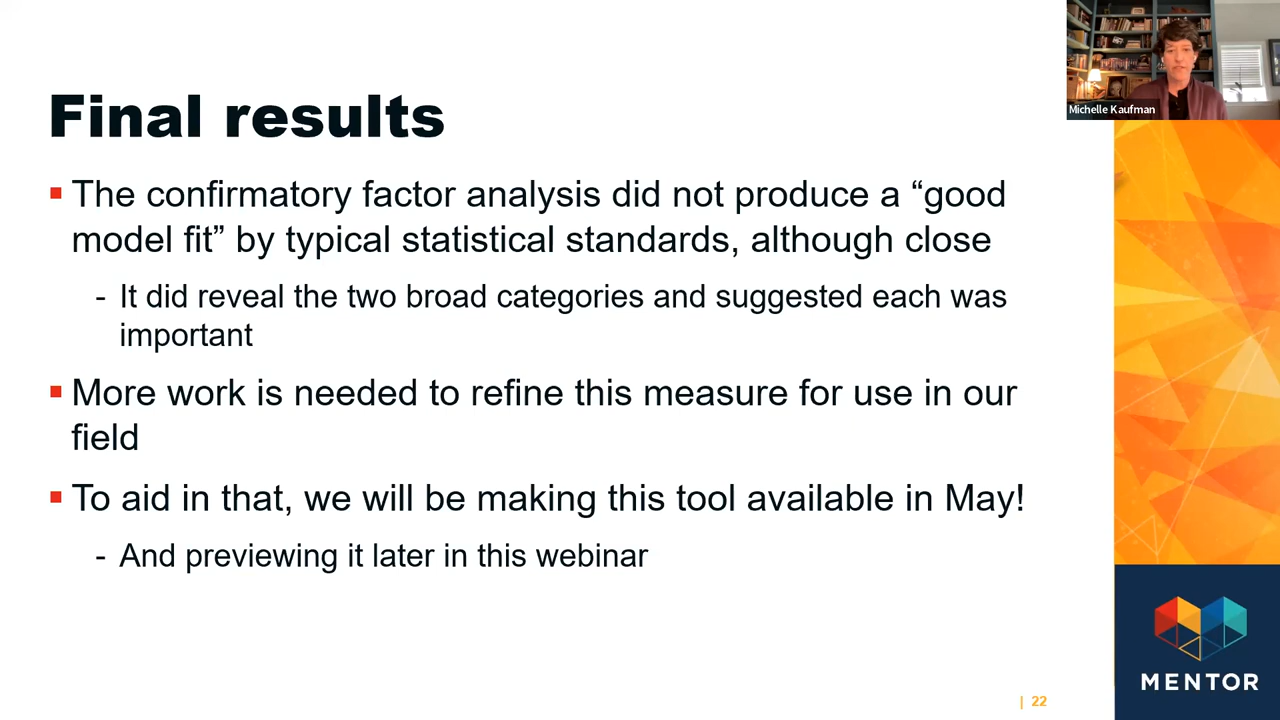 Michelle Kaufman
Final results
▪ The confirmatory factor analysis did not produce a “good
model fit” by typical statistical standards, although close
- It did reveal the two broad categories and suggested each was
important
▪ More work is needed to refine this measure for use in our
field
▪ To aid in that, we will be making this tool available in May!
- And previewing it later in this webinar
MENTOR
| 22